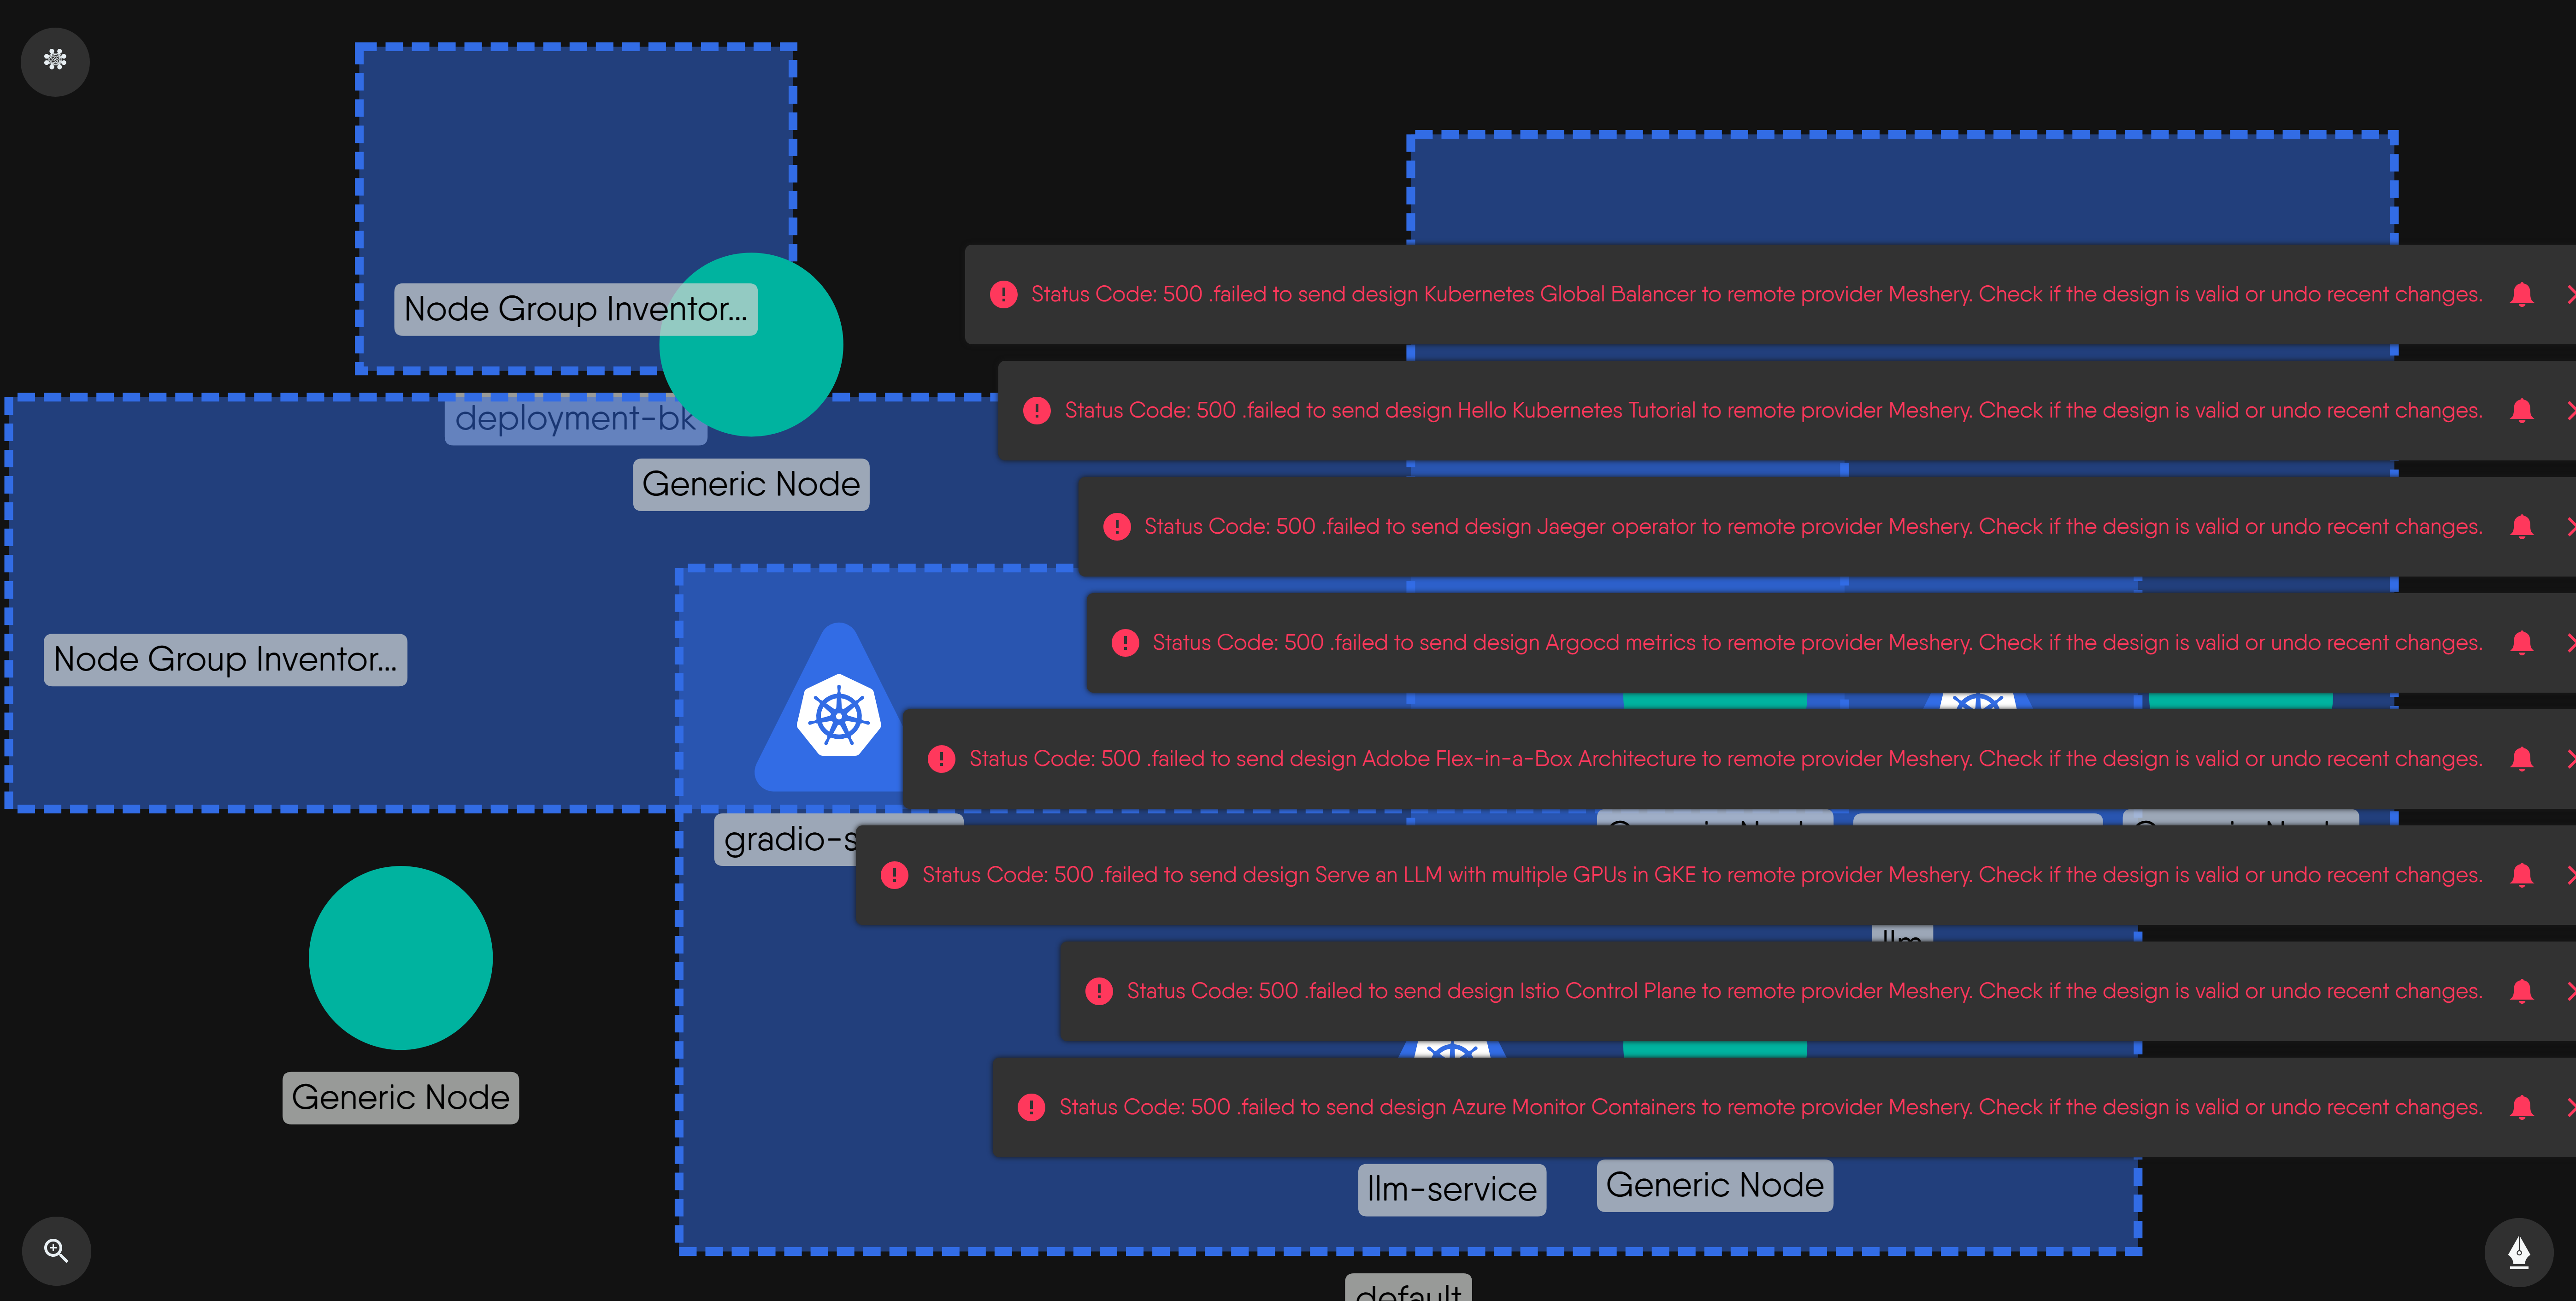 Node Group Inventor...
deployment-bk
Generic Node
Status Code: 500 .failed to send design Kubernetes Global Balancer to remote provider Meshery. Check if the design is valid or undo recent changes.
Status Code: 500 .failed to send design Hello Kubernetes Tutorial to remote provider Meshery. Check if the design is valid or undo recent changes.
Status Code: 500 .failed to send design Jaeger operator to remote provider Meshery. Check if the design is valid or undo recent changes.
Status Code: 500 .failed to send design Argocd metrics to remote provider Meshery. Check if the design is valid or undo recent changes.
Node Group Inventor...
Status Code: 500 .failed to send design Adobe Flex-in-a-Box Architecture to remote provider Meshery. Check if the design is valid or undo recent changes.
gradio-s
Status Code: 500 .failed to send design Serve an LLM with multiple GPUs in GKE to remote provider Meshery. Check if the design is valid or undo recent changes.
llm
Status Code: 500 .failed to send design Istio Control Plane to remote provider Meshery. Check if the design is valid or undo recent changes.
Generic Node
Status Code: 500 .failed to send design Azure Monitor Containers to remote provider Meshery. Check if the design is valid or undo recent changes.
llm-service
Generic Node
default